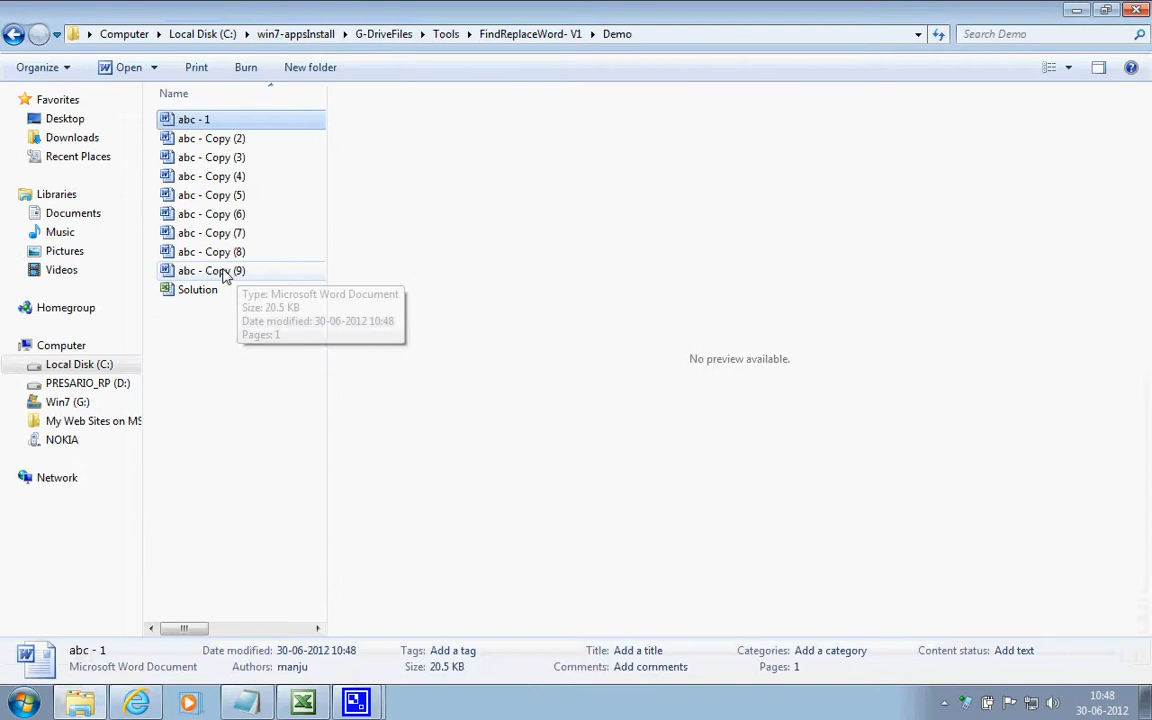 Computer ▸ Local Disk (C:) ▸ win7-appsInstall ▸ G-DriveFiles ▸ Tools ▸ FindReplaceWord- V1 ▸ Demo
Search Demo
Organize Open Print Burn New folder
Name
Favorites
Desktop
Downloads
Recent Places
Libraries
Documents
Music
Pictures
Videos
Homegroup
Computer
Local Disk (C:)
PRESARIO_RP (D:)
Win7 (G:)
My Web Sites on MS
NOKIA
Network
abc - 1
abc - Copy (2)
abc - Copy (3)
abc - Copy (4)
abc - Copy (5)
abc - Copy (6)
abc - Copy (7)
abc - Copy (8)
abc - Copy (9)
Solution
Type: Microsoft Word Document
Size: 20.5 KB
Date modified: 30-06-2012 10:48
Pages: 1
No preview available.
abc - 1 Date modified: 30-06-2012 10:48 Tags: Add a tag Title: Add a title Categories: Add a category Content status: Add text
Microsoft Word Document Authors: manju Size: 20.5 KB Comments: Add comments Pages: 1
10:48
30-06-2012